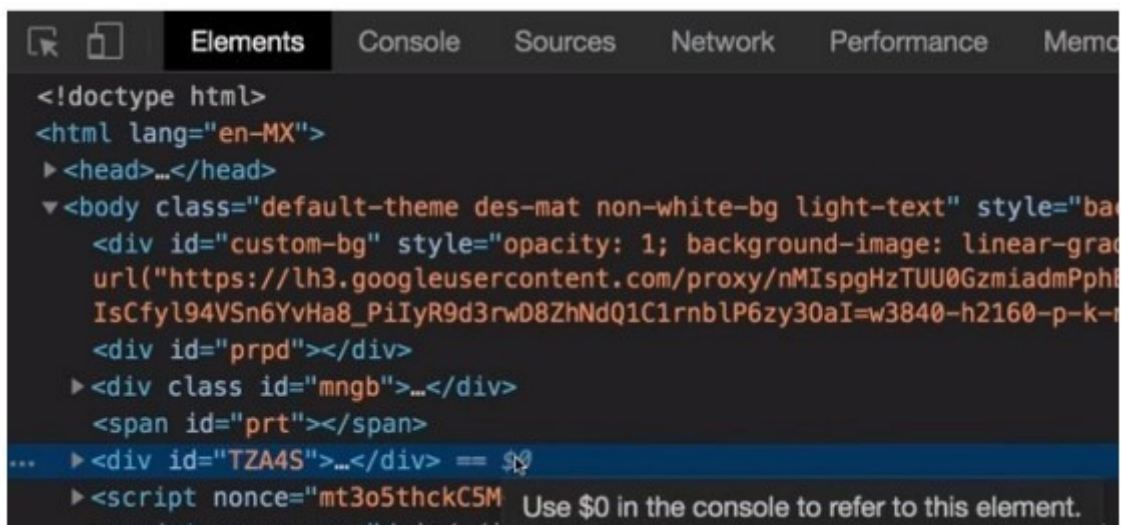 Elements Console Sources Network Performance Memo
<!doctype html>
<html lang="en-MX">
▶<head>…</head>
▼<body class="default-theme des-mat non-white-bg light-text" style="ba
<div id="custom-bg" style="opacity: 1; background-image: linear-grad
url("https://lh3.googleusercontent.com/proxy/nMIspgHzTUU0GzmiadmPph
IsCfyl94VSn6YvHa8_PiIyR9d3rwD8ZhNdQ1C1rnblP6zy3OaI=w3840-h2160-p-k-
<div id="prpd"></div>
▶<div class id="mngb">…</div>
<span id="prt"></span>
… ▶<div id="TZA4S">…</div> == $0
▶<script nonce="mt3o5thckC5M
Use $0 in the console to refer to this element.